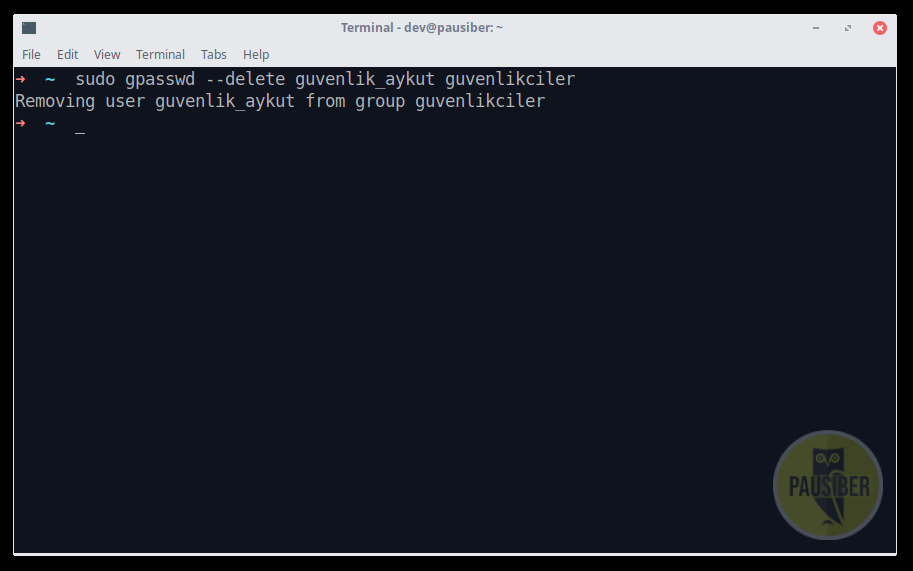 Terminal - dev@pausiber: ~
File Edit View Terminal Tabs Help
➜ ~ sudo gpasswd --delete guvenlik_aykut guvenlikciler
Removing user guvenlik_aykut from group guvenlikciler
➜ ~ _
PAUSIBER